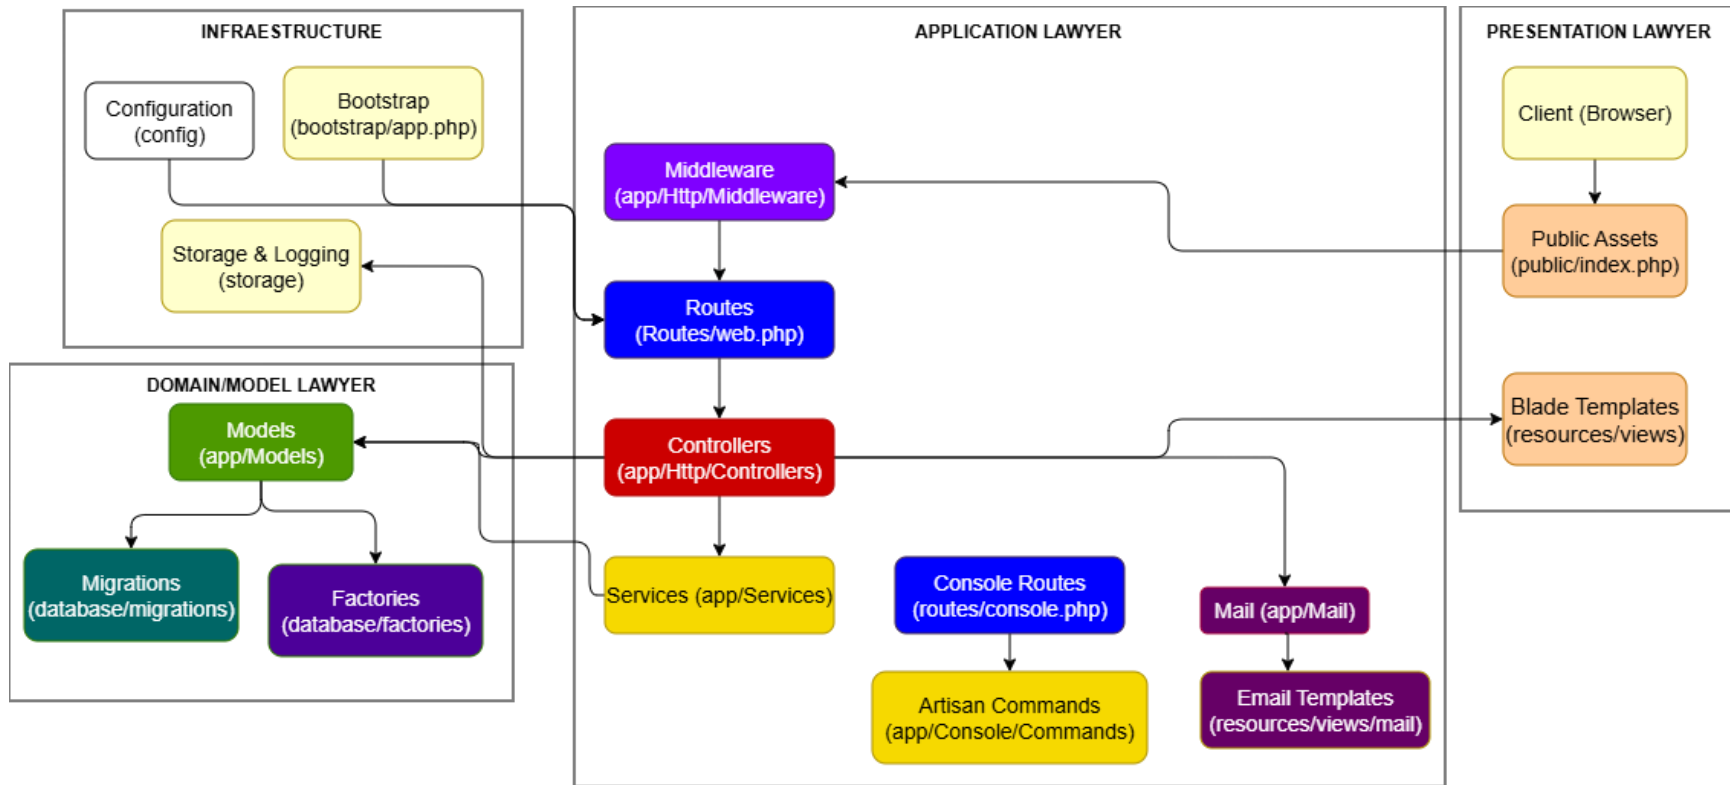 INFRAESTRUCTURE
Configuration
(config)
Bootstrap
(bootstrap/app.php)
Storage & Logging
(storage)
DOMAIN/MODEL LAWYER
Models
(app/Models)
Migrations
(database/migrations)
Factories
(database/factories)
APPLICATION LAWYER
Middleware
(app/Http/Middleware)
Routes
(Routes/web.php)
Controllers
(app/Http/Controllers)
Services (app/Services)
Console Routes
(routes/console.php)
Artisan Commands
(app/Console/Commands)
Mail (app/Mail)
Email Templates
(resources/views/mail)
PRESENTATION LAWYER
Client (Browser)
Public Assets
(public/index.php)
Blade Templates
(resources/views)